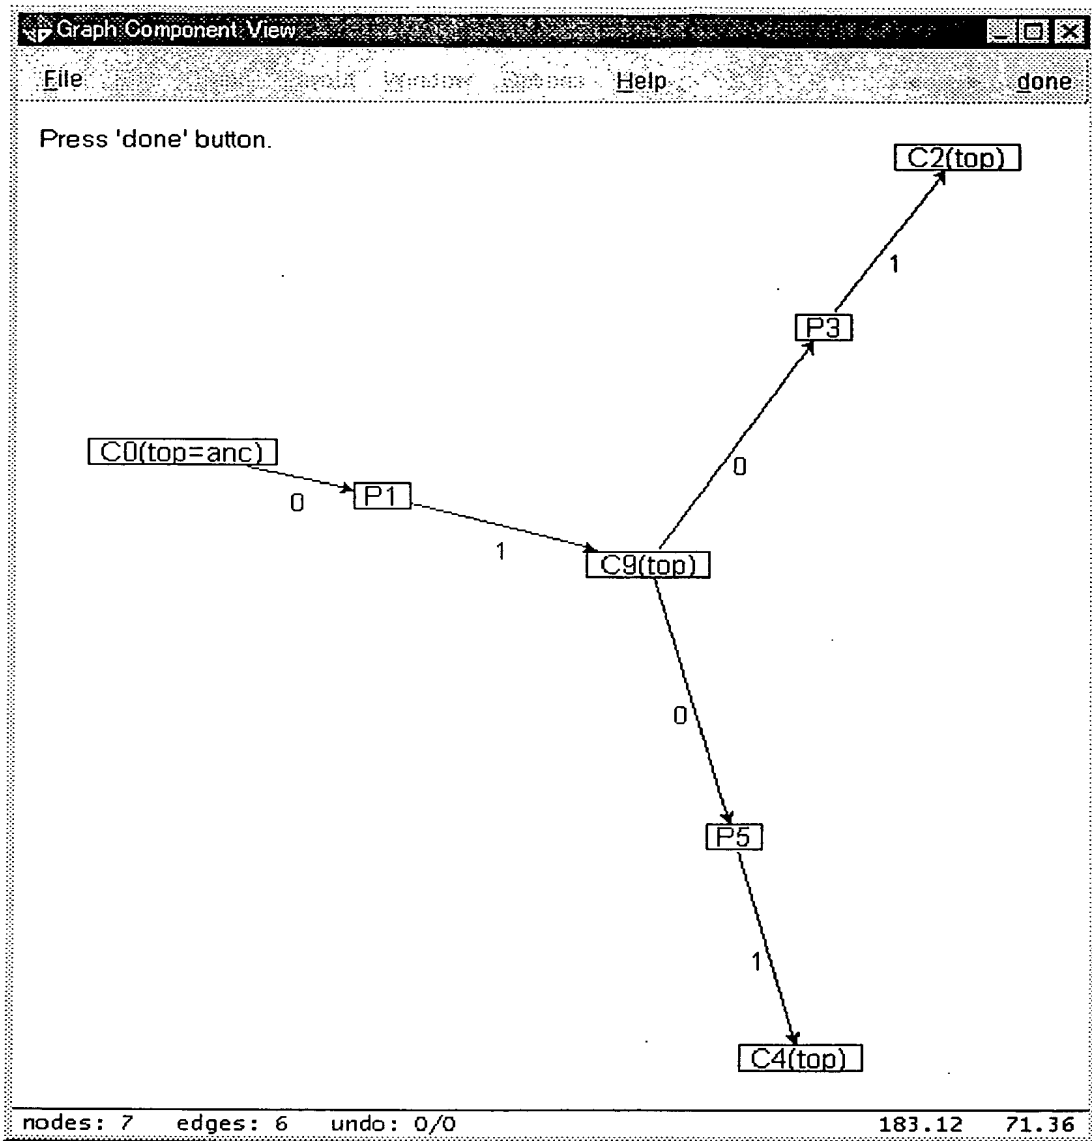 Graph Component View
File Window Options Help done
Press 'done' button.
C2(top)
1
P3
C0(top=anc)
0
0
P1
1
C9(top)
0
P5
1
C4(top)
nodes: 7 edges: 6 undo: 0/0 183.12 71.36